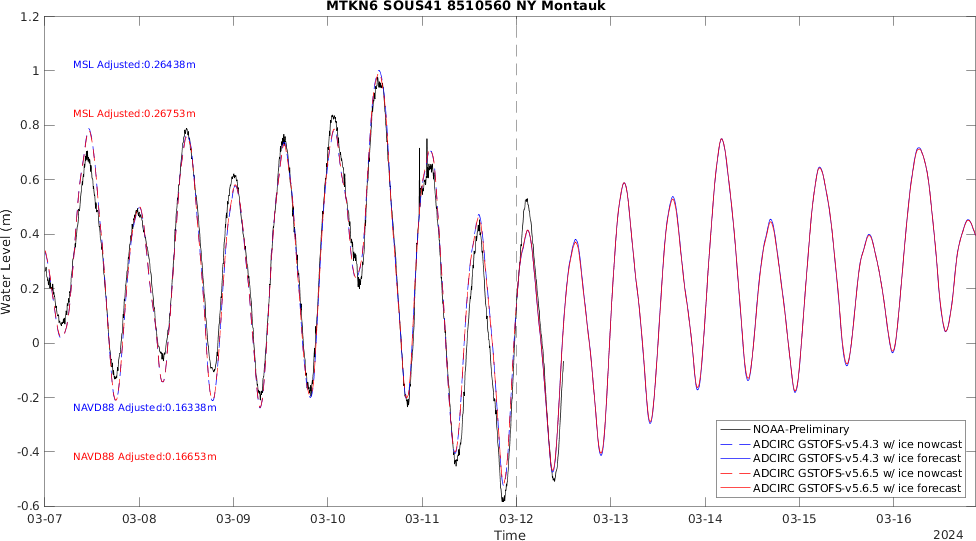 MTKN6 SOUS41 8510560 NY Montauk
1.2
1
0.8
0.6
0.4
0.2
0
-0.2
-0.4
-0.6
Water Level (m)
MSL Adjusted:0.26438m
MSL Adjusted:0.26753m
NAVD88 Adjusted:0.16338m
NAVD88 Adjusted:0.16653m
NOAA-Preliminary
ADCIRC GSTOFS-v5.4.3 w/ ice nowcast
ADCIRC GSTOFS-v5.4.3 w/ ice forecast
ADCIRC GSTOFS-v5.6.5 w/ ice nowcast
ADCIRC GSTOFS-v5.6.5 w/ ice forecast
03-07 03-08 03-09 03-10 03-11 03-12 03-13 03-14 03-15 03-16
Time
2024